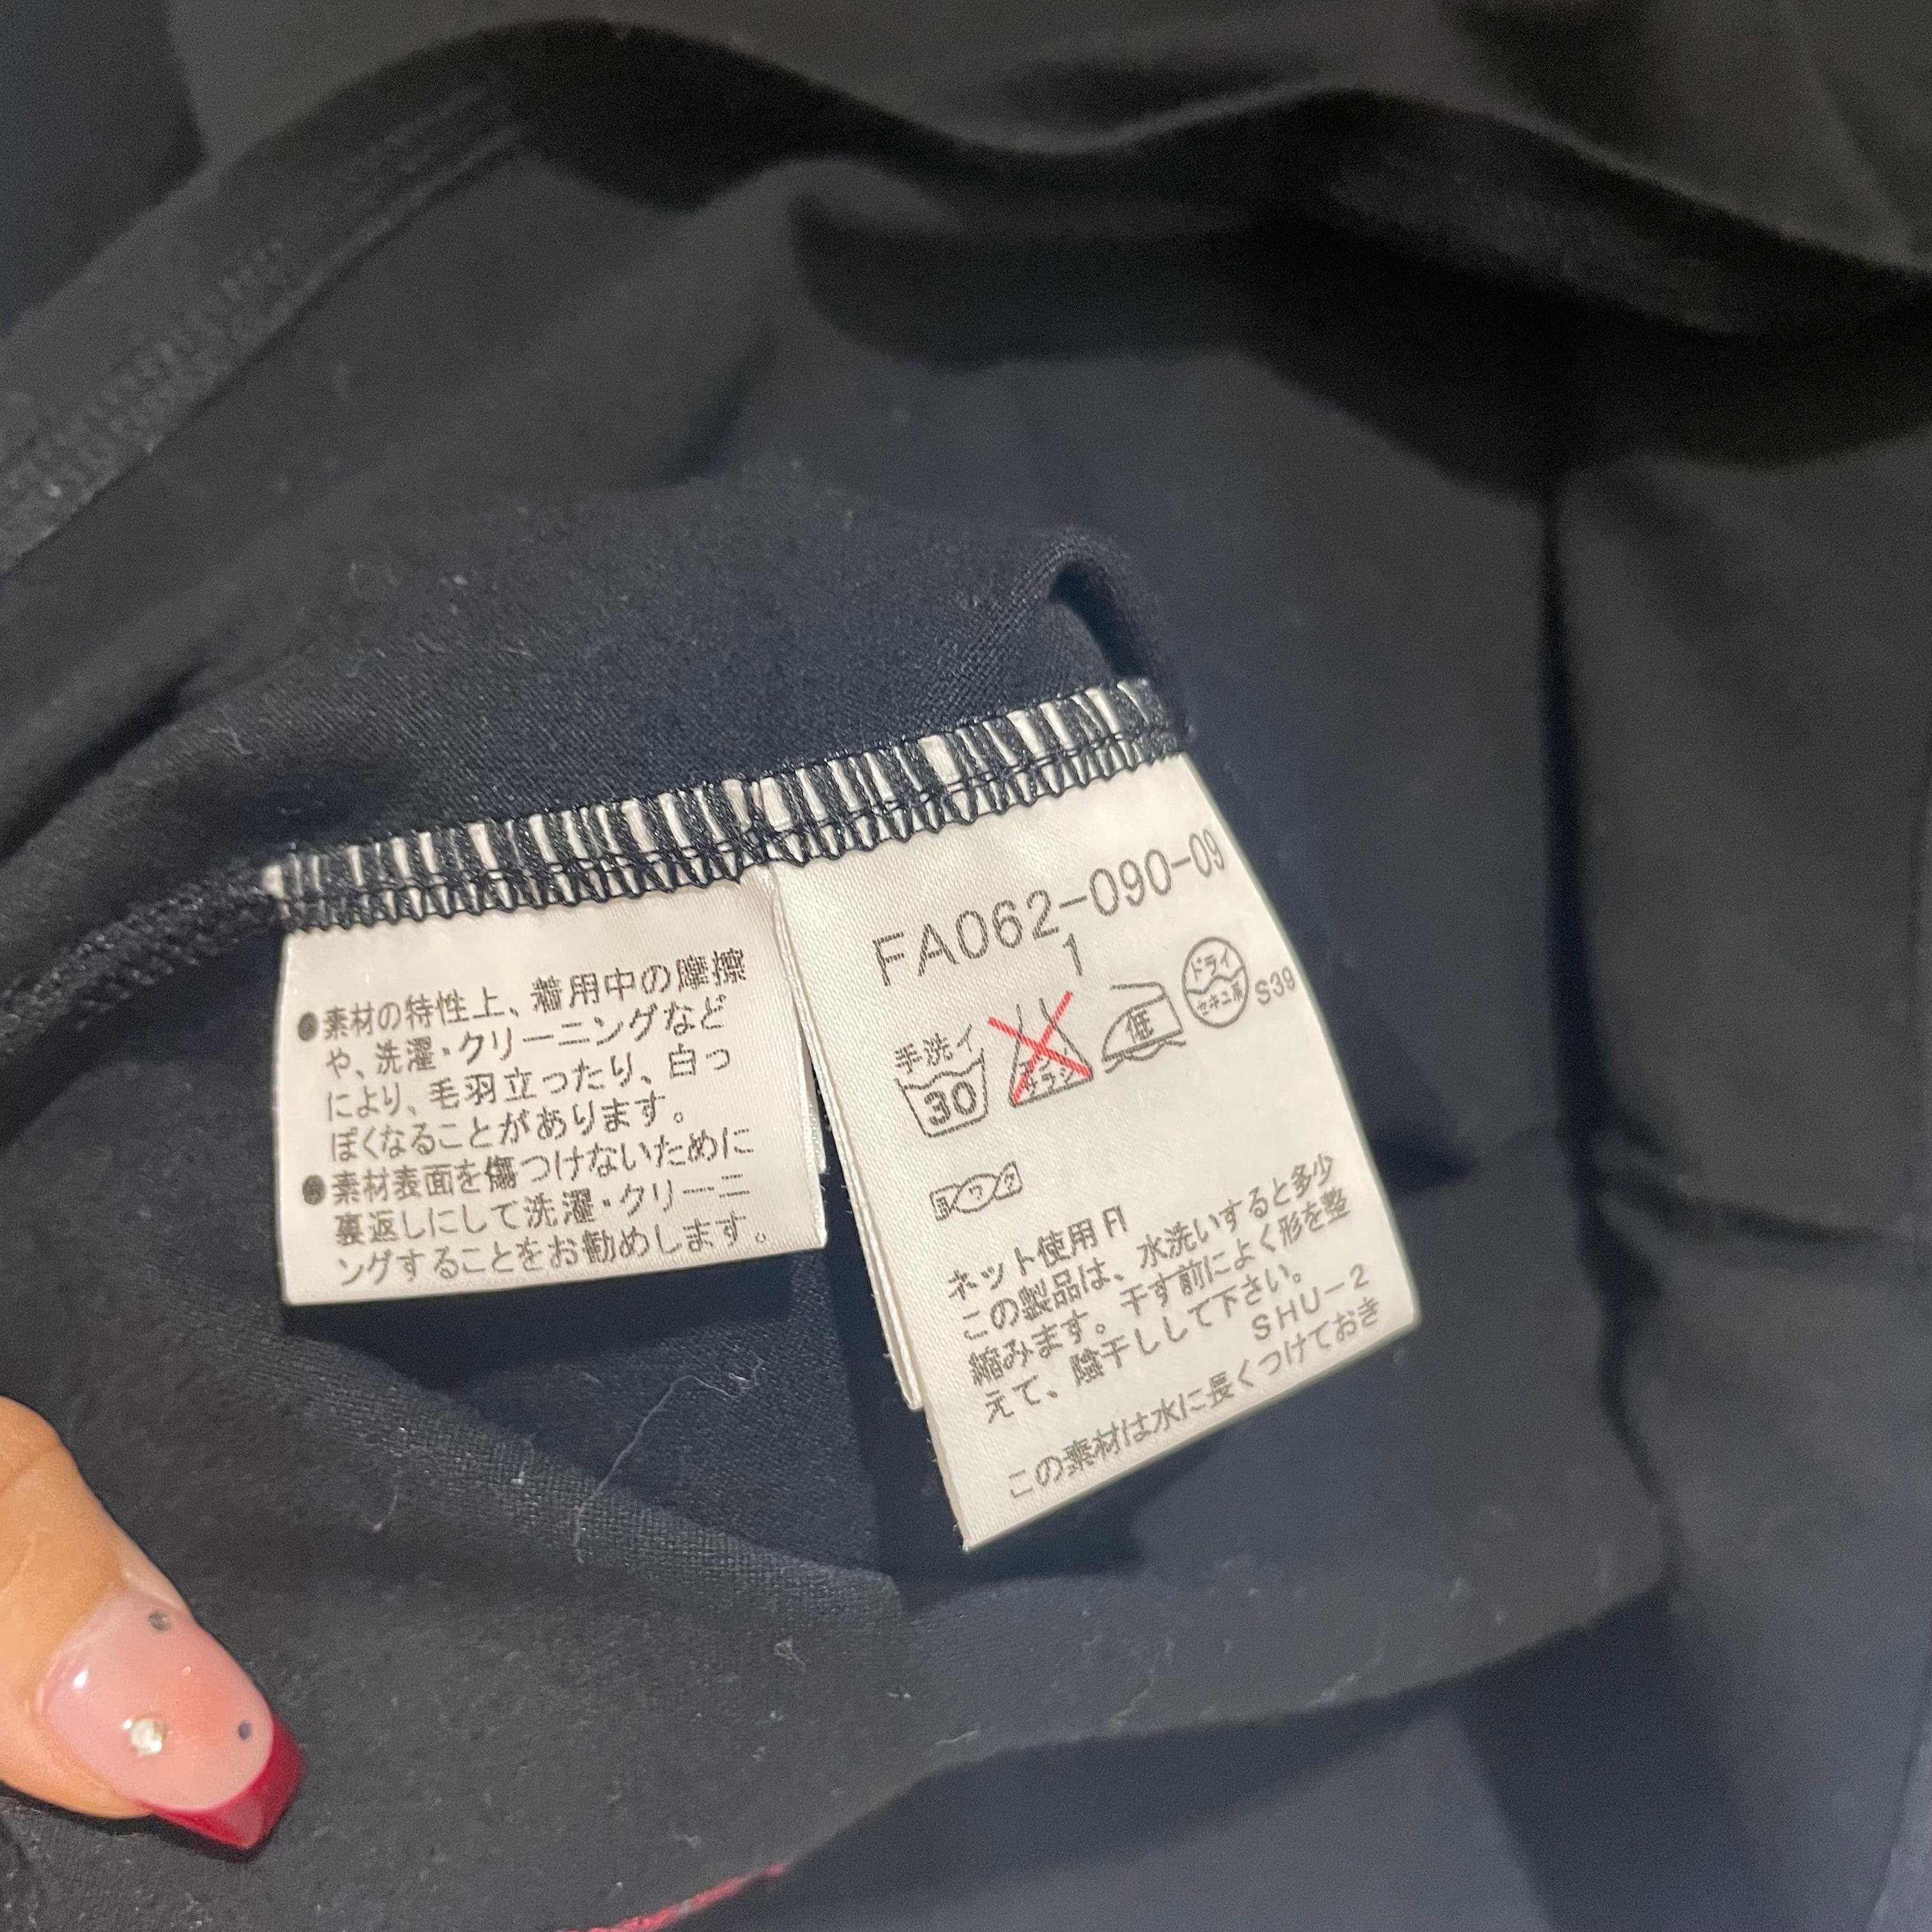 ●素材の特性上、着用中の摩擦
や、洗濯・クリーニングなど
により、毛羽立ったり、白っ
ぽくなることがあります。
●素材表面を傷つけないために
裏返しにして洗濯・クリーニ
ングすることをお勧めします。
FA062-090-09
1
手洗イ
30
サラシ
低
ドライ
セキユ系
S39
ヨワク
ネット使用 FI
この製品は、水洗いすると多少
縮みます。干す前によく形を整
えて、陰干しして下さい。
SHU-2
この素材は水に長くつけておき